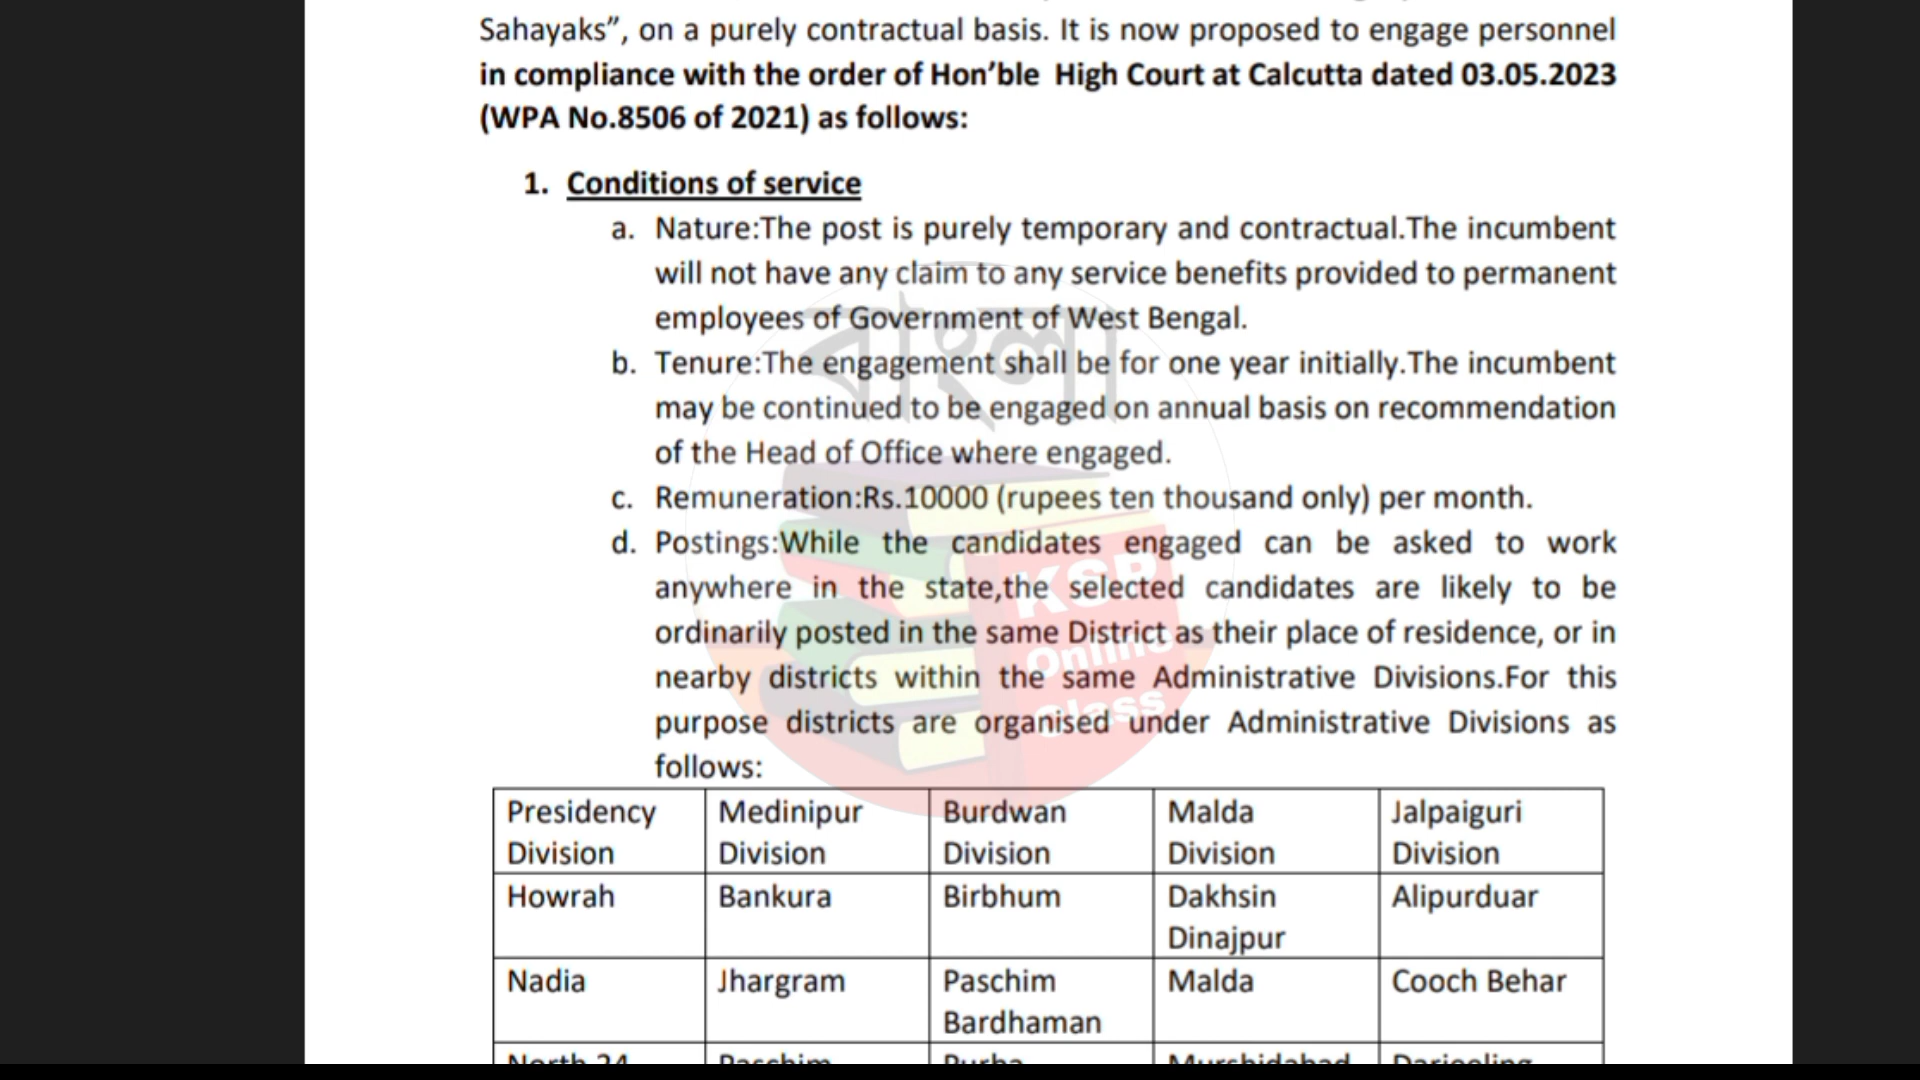 Sahayaks”, on a purely contractual basis. It is now proposed to engage personnel
in compliance with the order of Hon’ble High Court at Calcutta dated 03.05.2023
(WPA No.8506 of 2021) as follows:
1. Conditions of service
a. Nature:The post is purely temporary and contractual.The incumbent
will not have any claim to any service benefits provided to permanent
employees of Government of West Bengal.
b. Tenure:The engagement shall be for one year initially.The incumbent
may be continued to be engaged on annual basis on recommendation
of the Head of Office where engaged.
c. Remuneration:Rs.10000 (rupees ten thousand only) per month.
d. Postings:While the candidates engaged can be asked to work
anywhere in the state,the selected candidates are likely to be
ordinarily posted in the same District as their place of residence, or in
nearby districts within the same Administrative Divisions.For this
purpose districts are organised under Administrative Divisions as
follows:
Presidency Division Medinipur Division Burdwan Division Malda Division Jalpaiguri Division
Howrah Bankura Birbhum Dakhsin Dinajpur Alipurduar
Nadia Jhargram Paschim Bardhaman Malda Cooch Behar
North 24 Paschim Purba Murshidabad Darjeeling
বাংলা
KSP
Online
Class